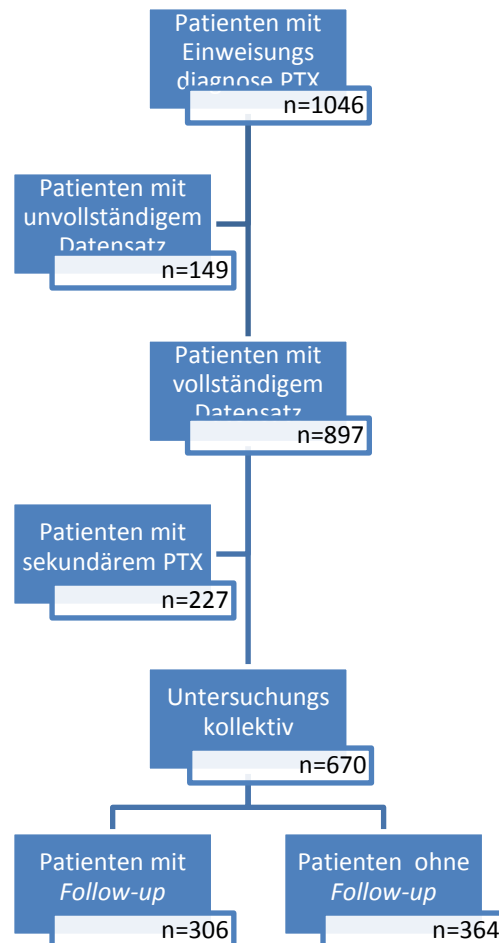 Patienten mit
Einweisungs
diagnose PTX
n=1046
Patienten mit
unvollständigem
Datensatz
n=149
Patienten mit
vollständigem
Datensatz
n=897
Patienten mit
sekundärem PTX
n=227
Untersuchungs
kollektiv
n=670
Patienten mit
Follow-up
n=306
Patienten ohne
Follow-up
n=364